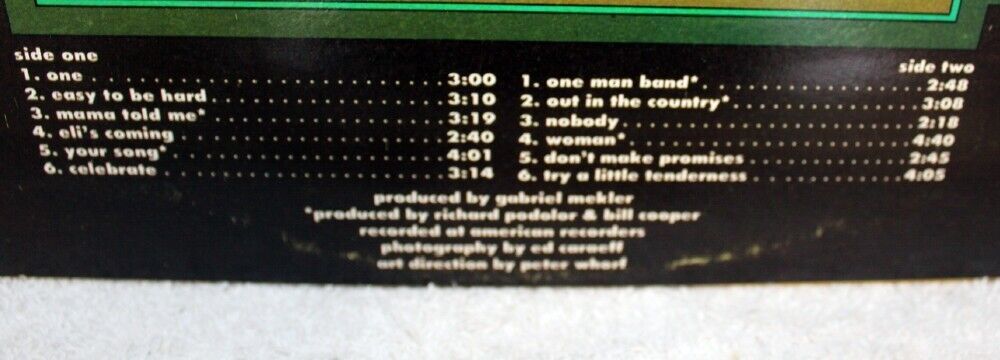 side one
1. one 3:00
2. easy to be hard 3:10
3. mama told me* 3:19
4. eli's coming 2:40
5. your song* 4:01
6. celebrate 3:14
side two
1. one man band* 2:48
2. out in the country* 3:08
3. nobody 2:18
4. woman* 4:40
5. don't make promises 2:45
6. try a little tenderness 4:05
produced by gabriel mekler
*produced by richard podolor & bill cooper
recorded at american recorders
photography by ed caraeff
art direction by peter whorf